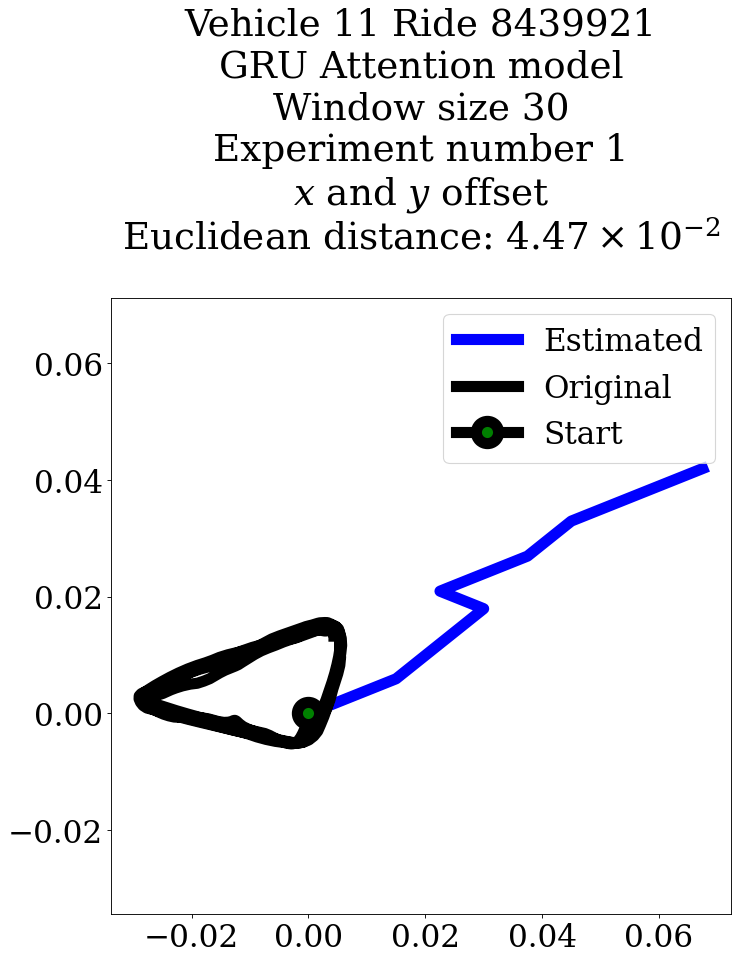 Vehicle 11 Ride 8439921
GRU Attention model
Window size 30
Experiment number 1
x and y offset
Euclidean distance: 4.47 × 10⁻²
Estimated
Original
Start
0.06
0.04
0.02
0.00
−0.02
−0.02 0.00 0.02 0.04 0.06